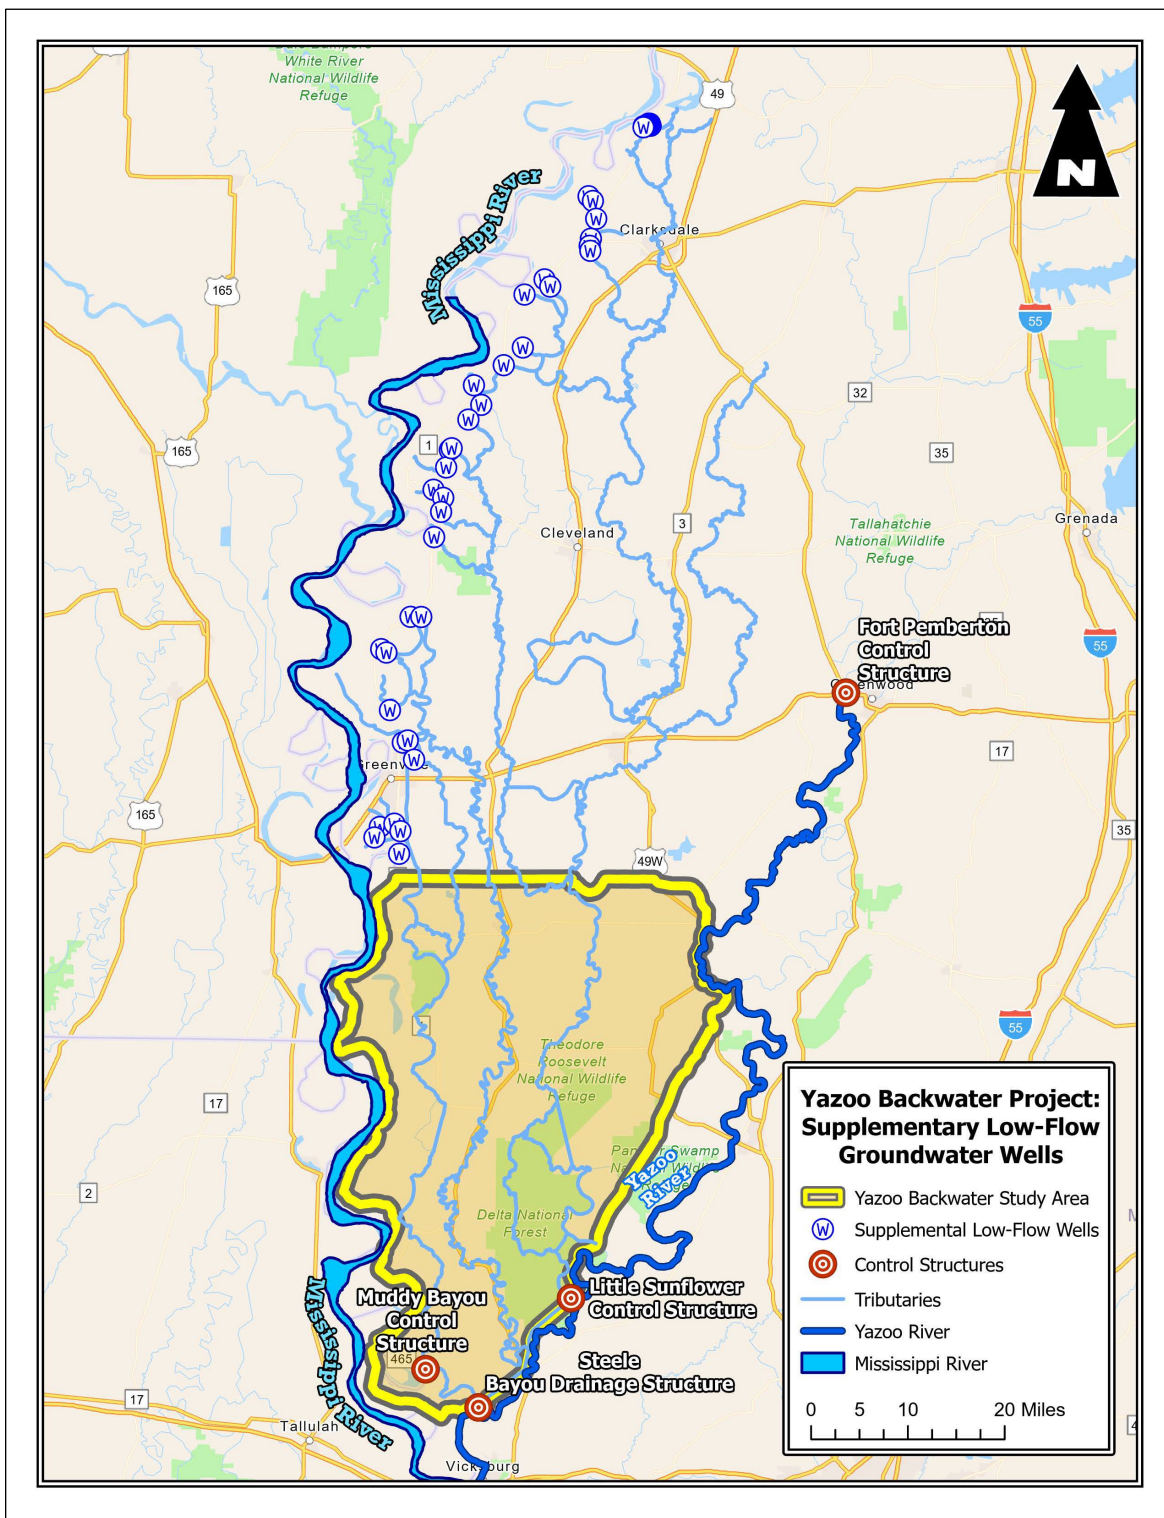 White River
National Wildlife
Refuge
49
W
N
Mississippi River
Clarksdale
165
55
32
1
35
165
3
Cleveland
Tallahatchie
National Wildlife
Refuge
Grenada
Fort Pemberton
Control
Structure
55
17
165
35
49W
Theodore
Roosevelt
National Wildlife
Refuge
55
17
2
Yazoo
River
Delta National
Forest
Little Sunflower
Control Structure
Muddy Bayou
Control
Structure
465
Steele
Bayou Drainage Structure
Mississippi River
17
Tallulah
Vicksburg
Yazoo Backwater Project:
Supplementary Low-Flow
Groundwater Wells
Yazoo Backwater Study Area
W Supplemental Low-Flow Wells
Control Structures
Tributaries
Yazoo River
Mississippi River
0 5 10 20 Miles